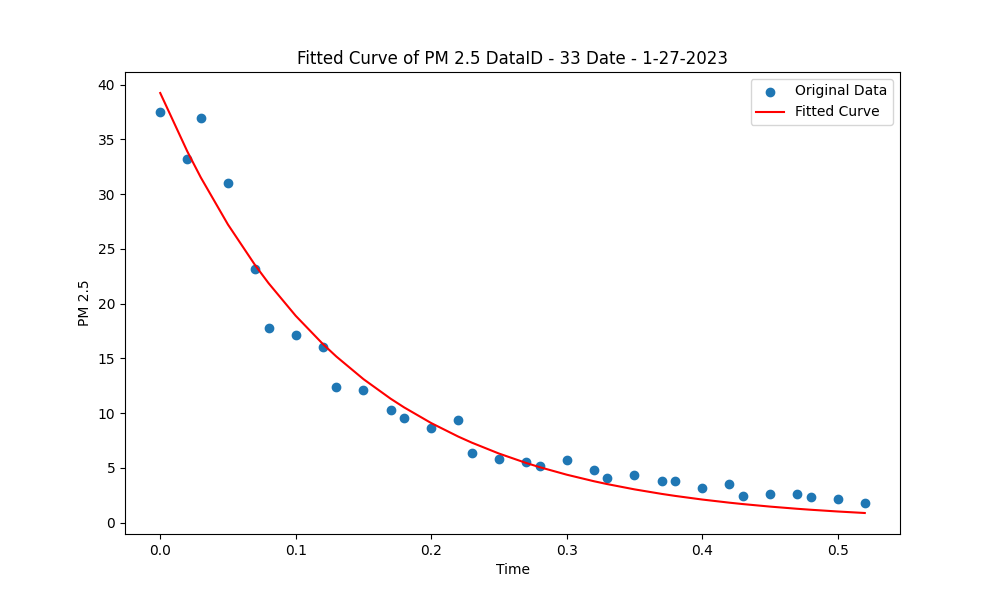 Fitted Curve of PM 2.5 DataID - 33 Date - 1-27-2023
Original Data
Fitted Curve
PM 2.5
40
35
30
25
20
15
10
5
0
0.0 0.1 0.2 0.3 0.4 0.5
Time